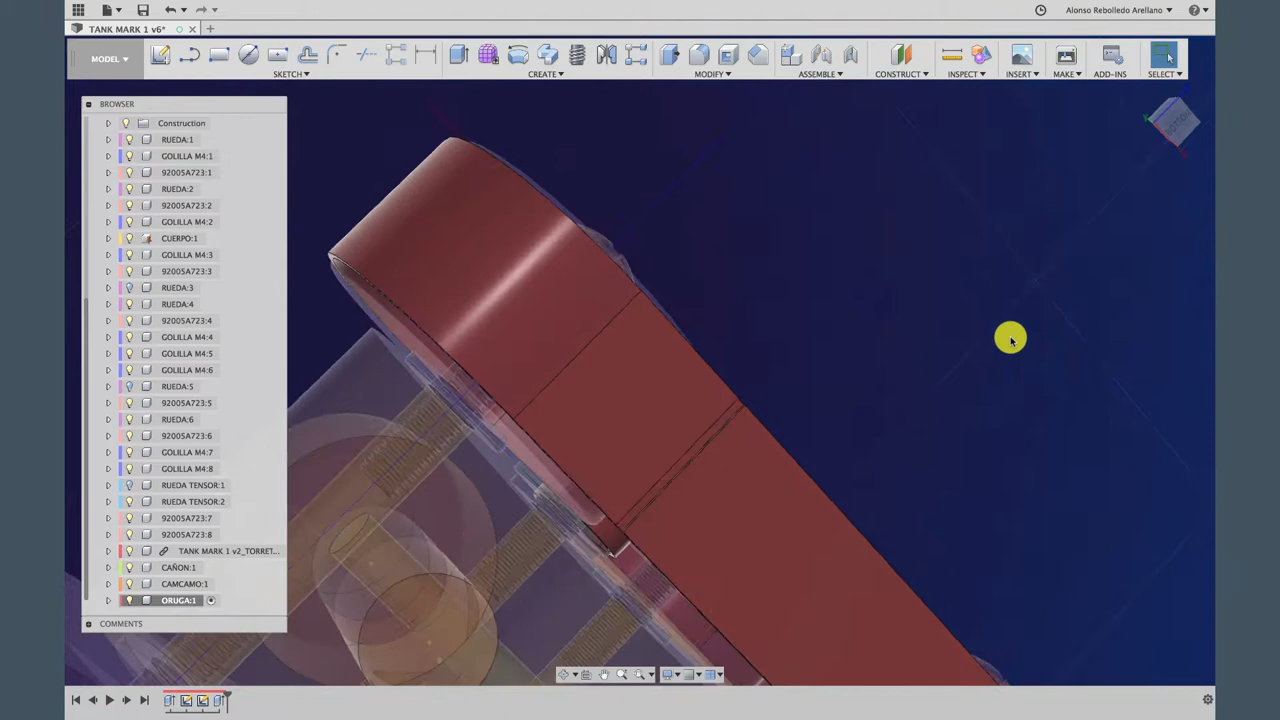 Alonso Rebolledo Arellano
TANK MARK 1 v6*
MODEL
SKETCH
CREATE
MODIFY
ASSEMBLE
CONSTRUCT
INSPECT
INSERT
MAKE
ADD-INS
SELECT
BROWSER
Construction
RUEDA:1
GOLILLA M4:1
92005A723:1
RUEDA:2
92005A723:2
GOLILLA M4:2
CUERPO:1
GOLILLA M4:3
92005A723:3
RUEDA:3
RUEDA:4
92005A723:4
GOLILLA M4:4
GOLILLA M4:5
GOLILLA M4:6
RUEDA:5
92005A723:5
RUEDA:6
92005A723:6
GOLILLA M4:7
GOLILLA M4:8
RUEDA TENSOR:1
RUEDA TENSOR:2
92005A723:7
92005A723:8
TANK MARK 1 v2_TORRET...
CAÑON:1
CAMCAMO:1
ORUGA:1
COMMENTS
BOTTOM